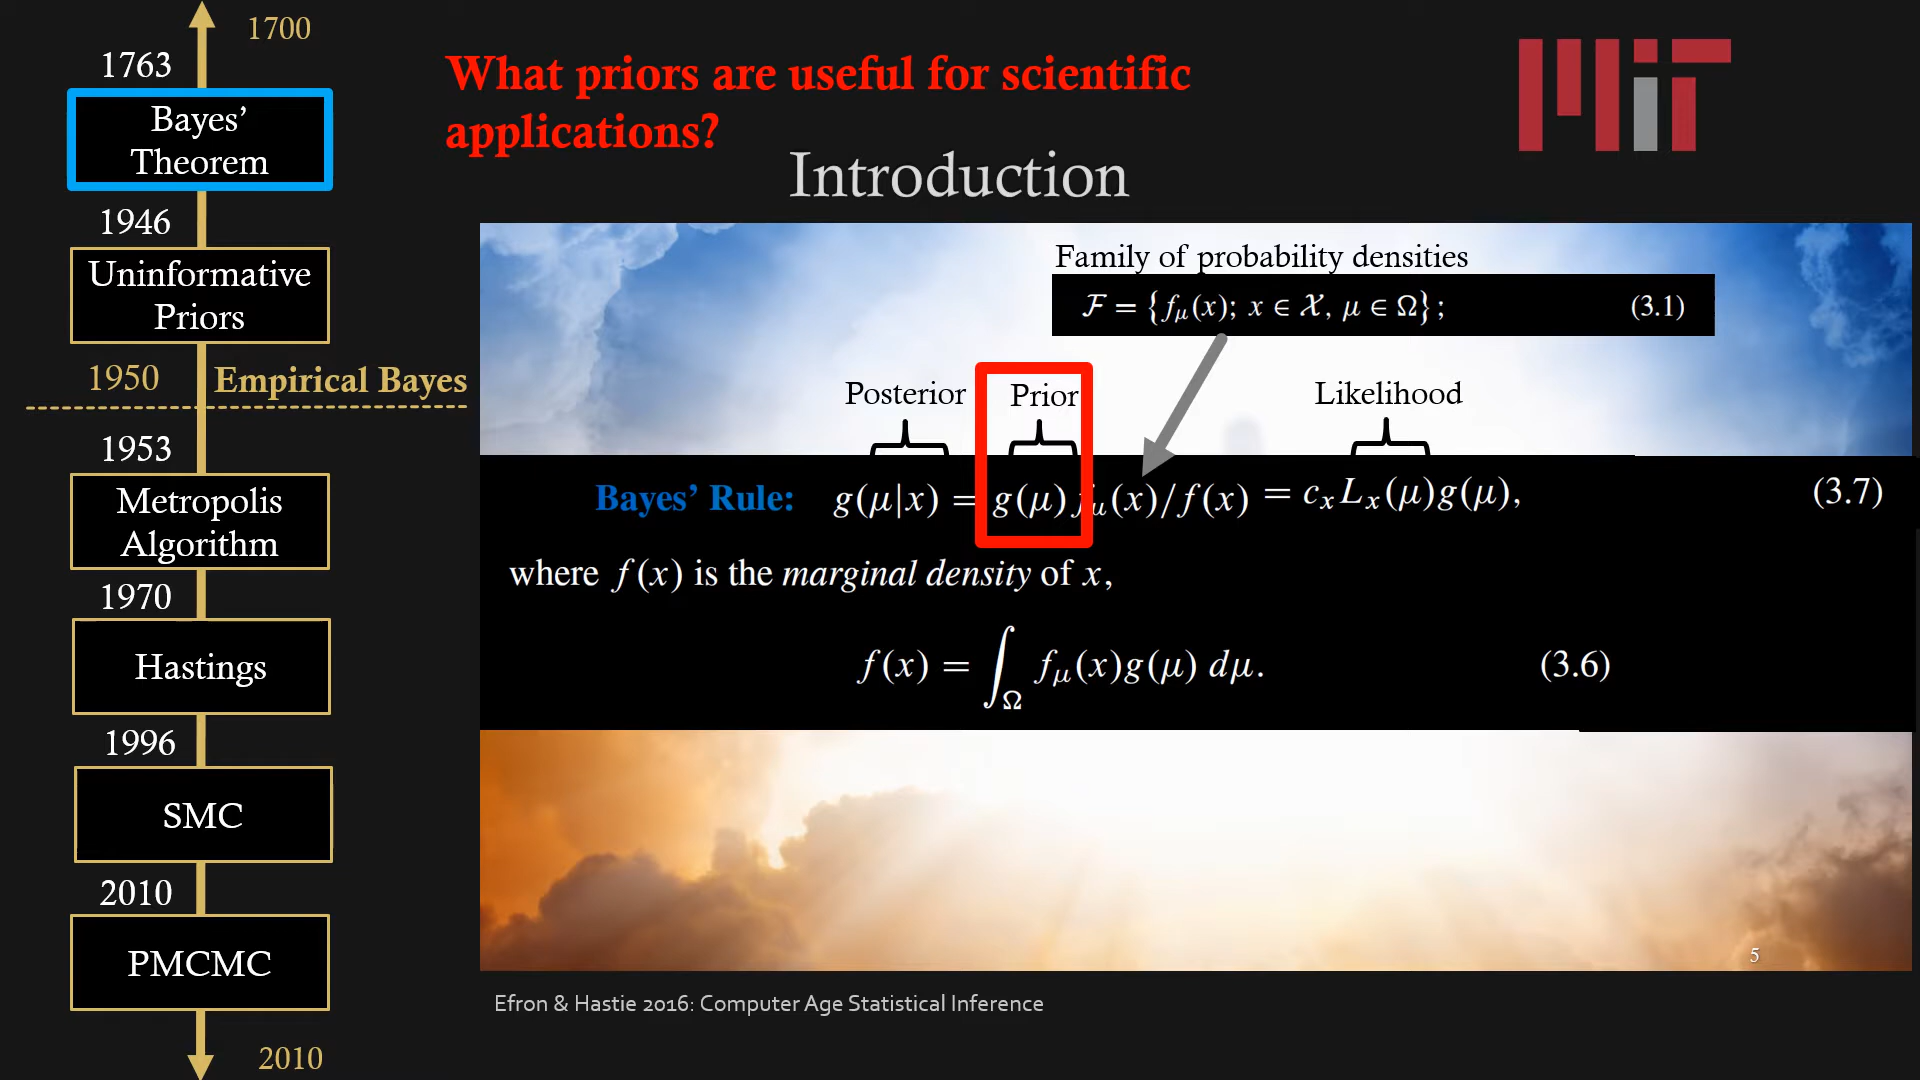 1700
1763
Bayes’
Theorem
1946
Uninformative
Priors
1950
Empirical Bayes
1953
Metropolis
Algorithm
1970
Hastings
1996
SMC
2010
PMCMC
2010
What priors are useful for scientific
applications?
MIT
Introduction
Family of probability densities
ℱ = {f_μ(x); x ∈ 𝒳, μ ∈ Ω}; (3.1)
Posterior Prior Likelihood
Bayes’ Rule: g(μ|x) = g(μ) f_μ(x)/f(x) = c_x L_x(μ)g(μ), (3.7)
where f(x) is the marginal density of x,
f(x) = ∫_Ω f_μ(x)g(μ) dμ. (3.6)
5
Efron & Hastie 2016: Computer Age Statistical Inference